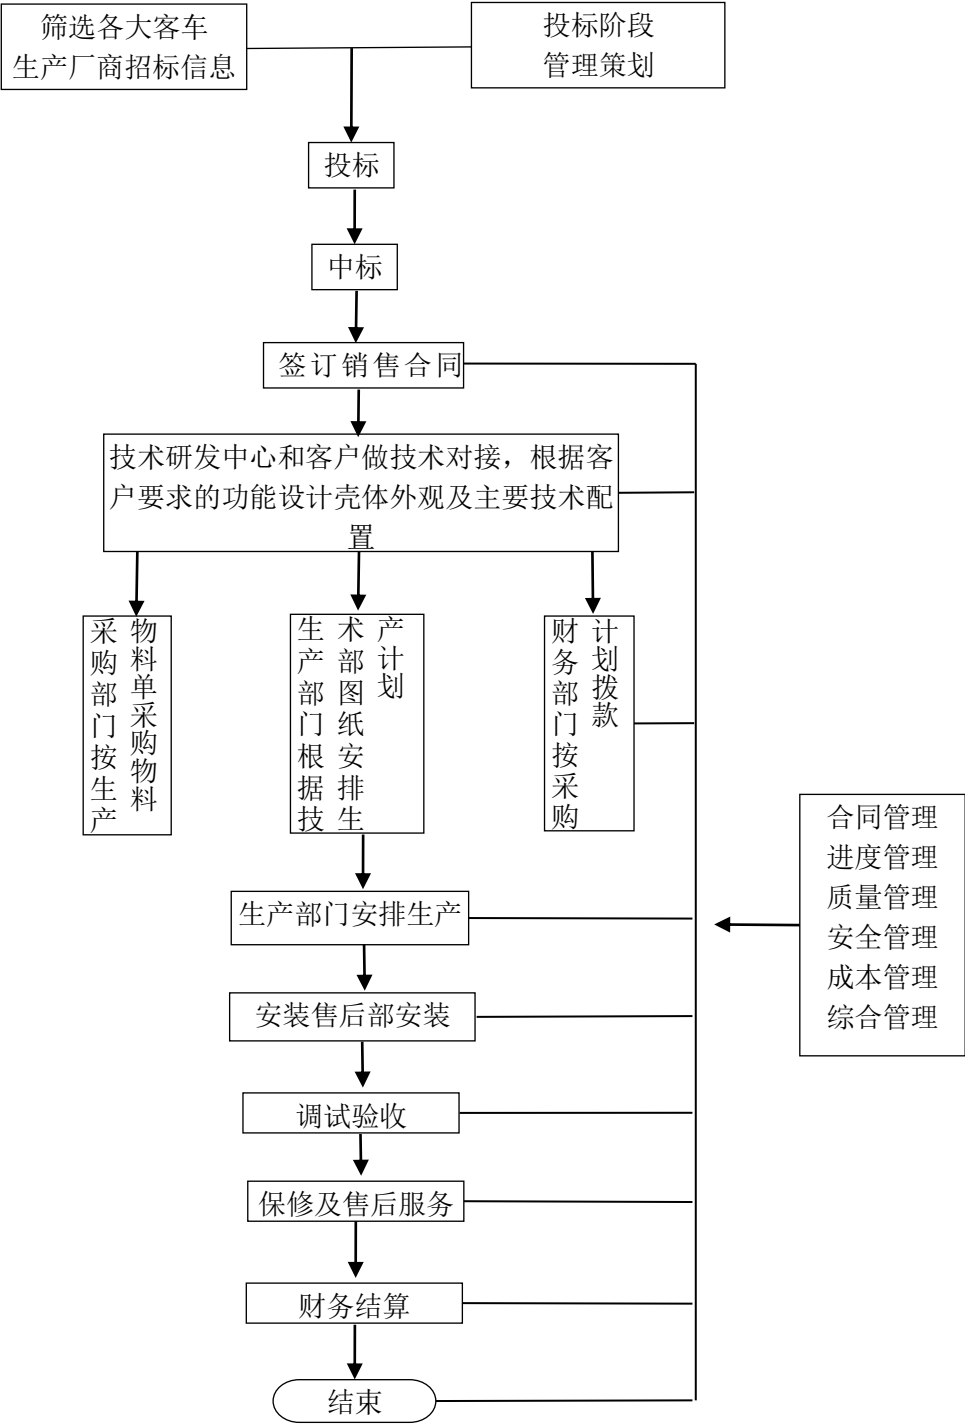 筛选各大客车
生产厂商招标信息
投标阶段
管理策划
投标
中标
签订销售合同
技术研发中心和客户做技术对接，根据客
户要求的功能设计壳体外观及主要技术配
置
采购部门按生产
物料单采购物料
生产部门根据技
术部图纸安排生
产计划
财务部门按采购
计划拨款
合同管理
进度管理
质量管理
安全管理
成本管理
综合管理
生产部门安排生产
安装售后部安装
调试验收
保修及售后服务
财务结算
结束